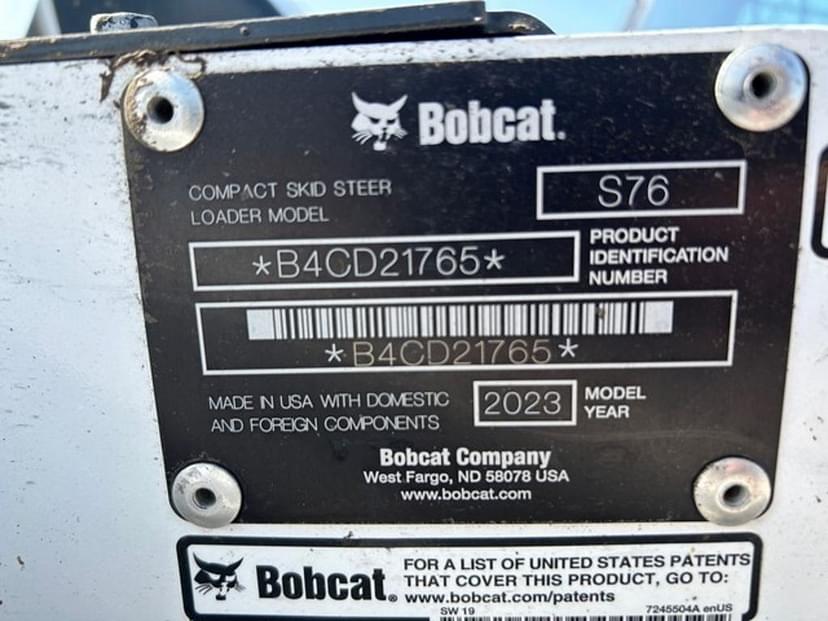 Bobcat.
COMPACT SKID STEER
LOADER MODEL
S76
*B4CD21765*
PRODUCT
IDENTIFICATION
NUMBER
*B4CD21765*
MADE IN USA WITH DOMESTIC
AND FOREIGN COMPONENTS
2023
MODEL
YEAR
Bobcat Company
West Fargo, ND 58078 USA
www.bobcat.com
Bobcat®
FOR A LIST OF UNITED STATES PATENTS
THAT COVER THIS PRODUCT, GO TO:
www.bobcat.com/patents
SW 19
7245504A enUS